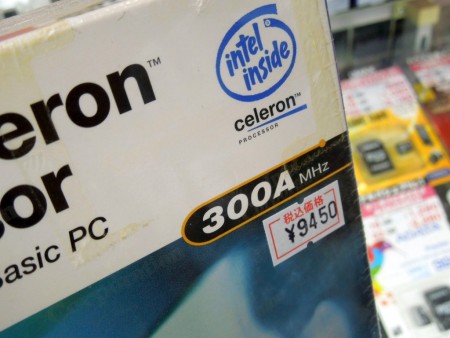 eron™
sor
Basic PC
intel
inside
celeron™
PROCESSOR
300A MHz
税込価格
¥9450